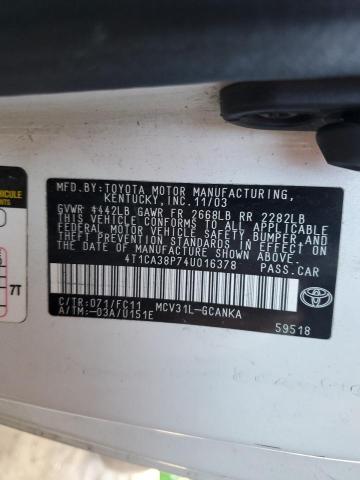 MFD.BY:TOYOTA MOTOR MANUFACTURING,
KENTUCKY,INC. 11/03
GVWR 4442LB GAWR FR 2668LB RR 2282LB
THIS VEHICLE CONFORMS TO ALL APPLICABLE
FEDERAL MOTOR VEHICLE SAFETY, BUMPER, AND
THEFT PREVENTION STANDARDS IN EFFECT ON
THE DATE OF MANUFACTURE SHOWN ABOVE.
4T1CA38P74U016378 PASS.CAR
C/TR:071/FC11 MCV31L-GCANKA
A/TM:-03A/U151E
59518
TOYOTA
7T